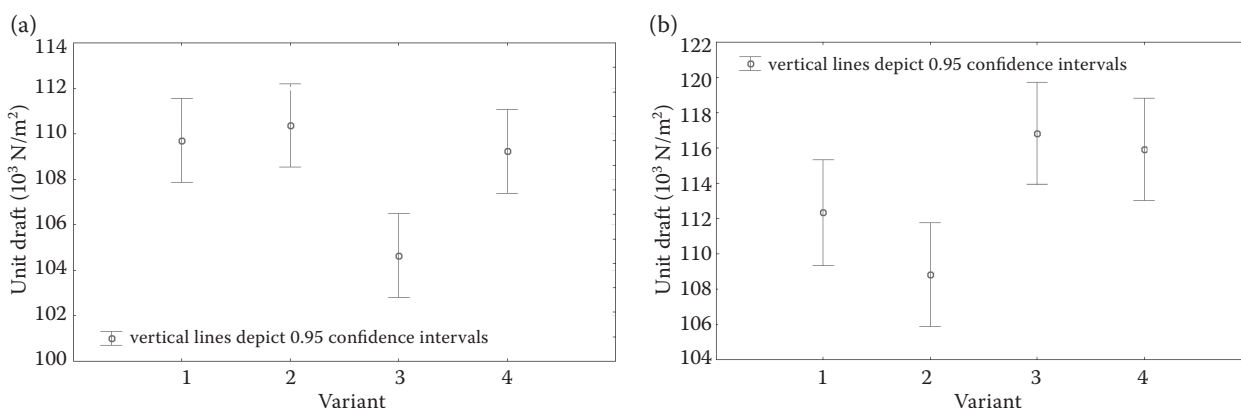 (a)
114
112
110
108
106
104
102
100
Unit draft (10³ N/m²)
vertical lines depict 0.95 confidence intervals
1 2 3 4
Variant
(b)
122
120
118
116
114
112
110
108
106
104
Unit draft (10³ N/m²)
vertical lines depict 0.95 confidence intervals
1 2 3 4
Variant